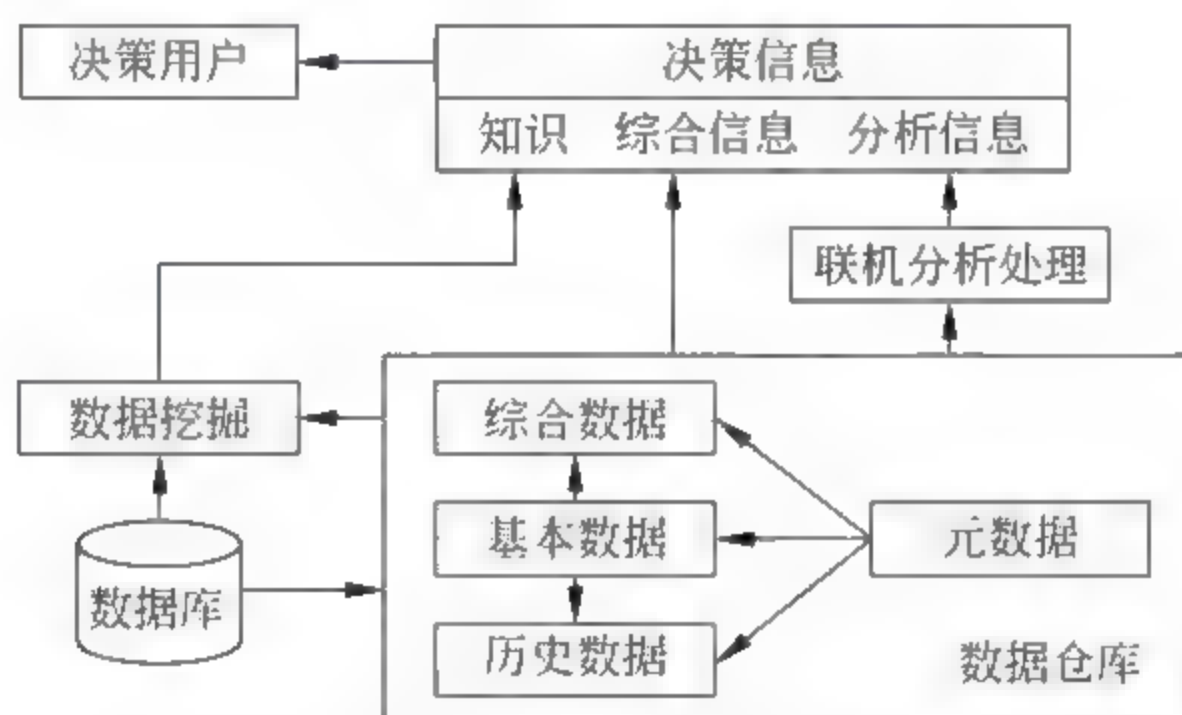 决策用户
决策信息
知识 综合信息 分析信息
联机分析处理
数据挖掘
综合数据
基本数据
元数据
数据库
历史数据
数据仓库